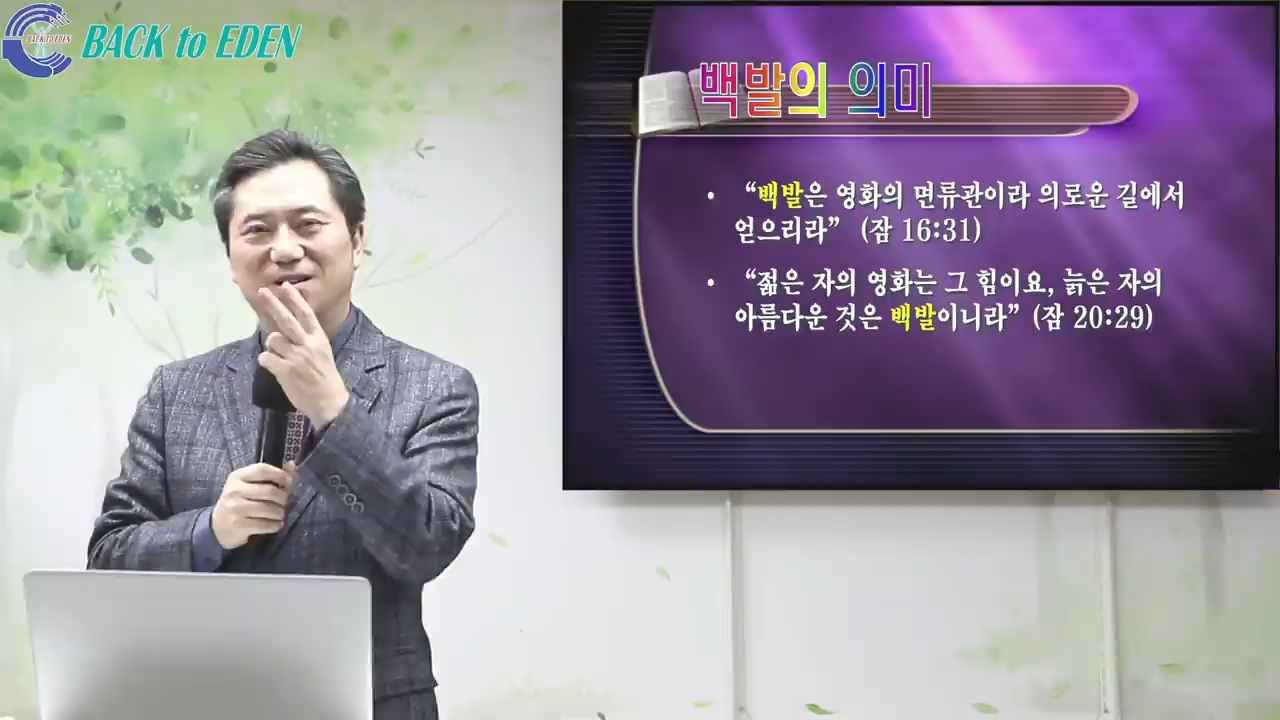 BACK to EDEN
BACK TO EDEN
백발의 의미
• “백발은 영화의 면류관이라 의로운 길에서
얻으리라” (잠 16:31)
• “젊은 자의 영화는 그 힘이요, 늙은 자의
아름다운 것은 백발이니라” (잠 20:29)